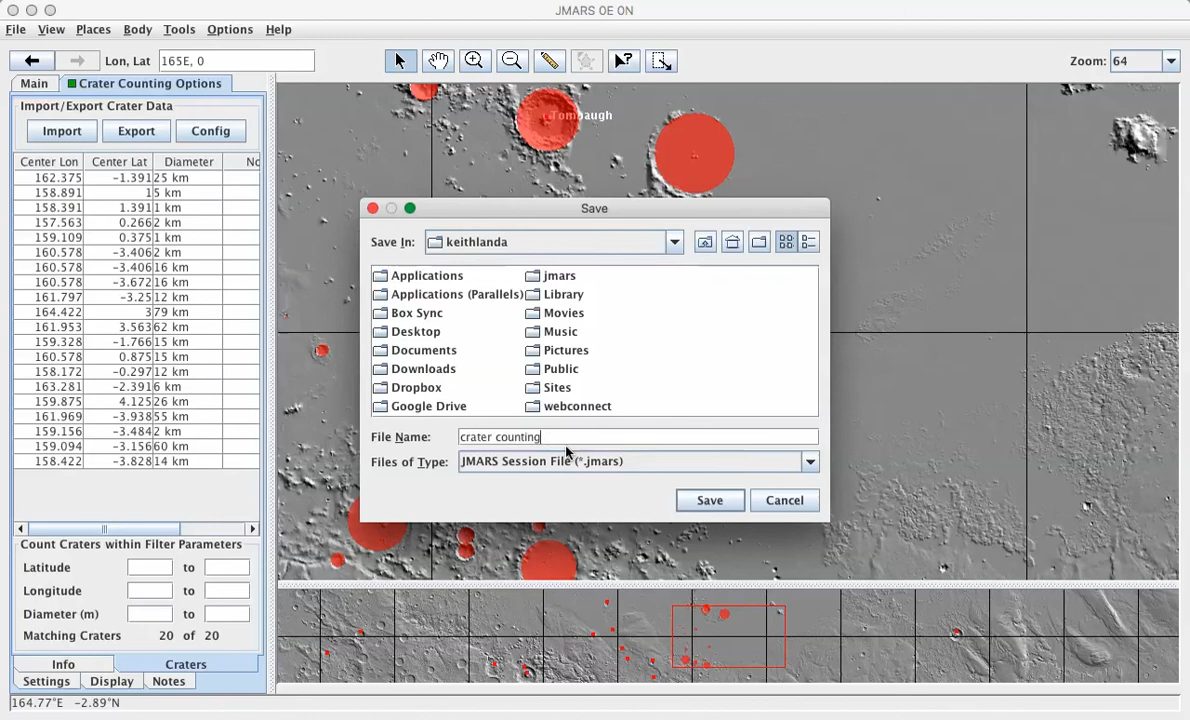 JMARS 0E 0N
File View Places Body Tools Options Help
Lon, Lat 165E, 0 Zoom: 64
Main Crater Counting Options
Import/Export Crater Data
Import Export Config
Center Lon Center Lat Diameter
162.375 -1.391 25 km
158.891 1 5 km
158.391 1.391 1 km
157.563 0.266 2 km
159.109 0.375 1 km
160.578 -3.406 2 km
160.578 -3.406 16 km
160.578 -3.672 16 km
161.797 -3.25 12 km
164.422 3 79 km
161.953 3.563 62 km
159.328 -1.766 15 km
160.578 0.875 15 km
158.172 -0.297 12 km
163.281 -2.391 6 km
159.875 4.125 26 km
161.969 -3.938 55 km
159.156 -3.484 2 km
159.094 -3.156 60 km
158.422 -3.828 14 km
Count Craters within Filter Parameters
Latitude to
Longitude to
Diameter (m) to
Matching Craters 20 of 20
Info Craters
Settings Display Notes
164.77°E -2.89°N
Tombaugh
Save
Save In: keithlanda
Applications jmars
Applications (Parallels) Library
Box Sync Movies
Desktop Music
Documents Pictures
Downloads Public
Dropbox Sites
Google Drive webconnect
File Name: crater counting
Files of Type: JMARS Session File (*.jmars)
Save Cancel